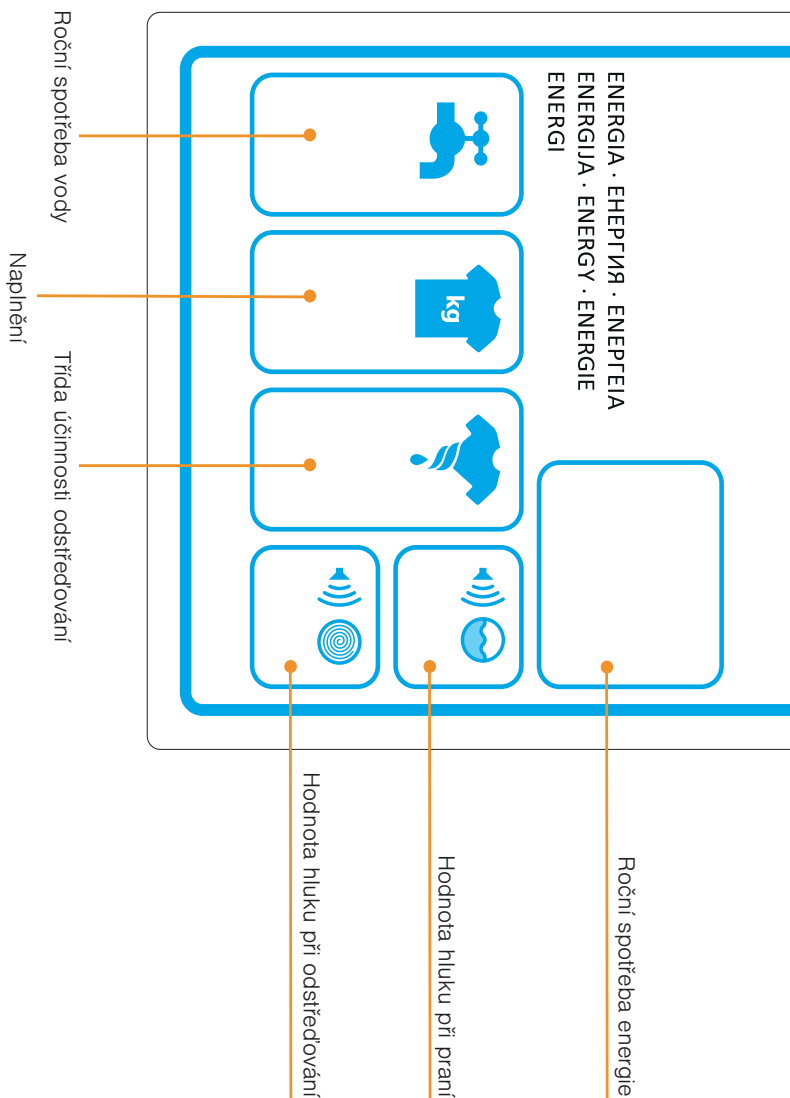 ENERGIA · ЕНЕРГИЯ · ΕΝΕΡΓΕΙΑ
ENERGIJA · ENERGY · ENERGIE
ENERGI
Roční spotřeba energie
Hodnota hluku při praní
Hodnota hluku při odstřeďování
kg
Roční spotřeba vody
Naplnění
Třída účinnosti odstřeďování